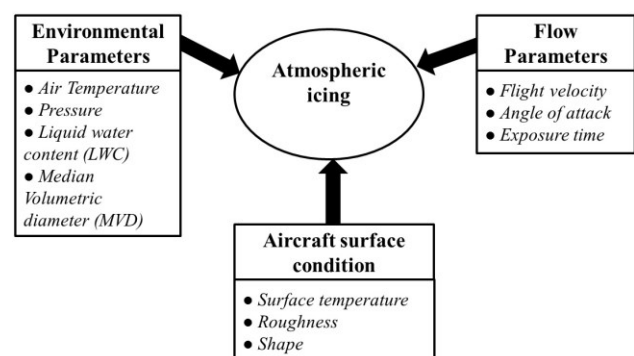 Environmental
Parameters
● Air Temperature
● Pressure
● Liquid water
content (LWC)
● Median
Volumetric
diameter (MVD)
Atmospheric
icing
Flow
Parameters
● Flight velocity
● Angle of attack
● Exposure time
Aircraft surface
condition
● Surface temperature
● Roughness
● Shape